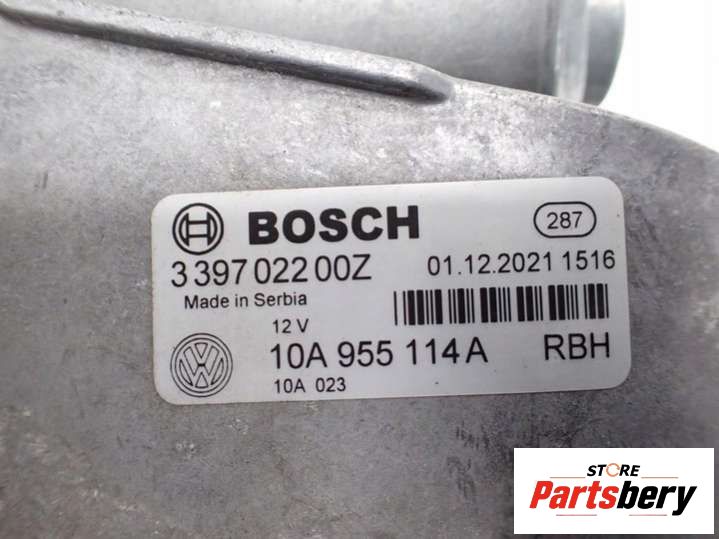 BOSCH 287
3 397 022 00Z 01.12.2021 1516
Made in Serbia
12 V
10A 955 114 A RBH
10A 023
STORE
Partsbery